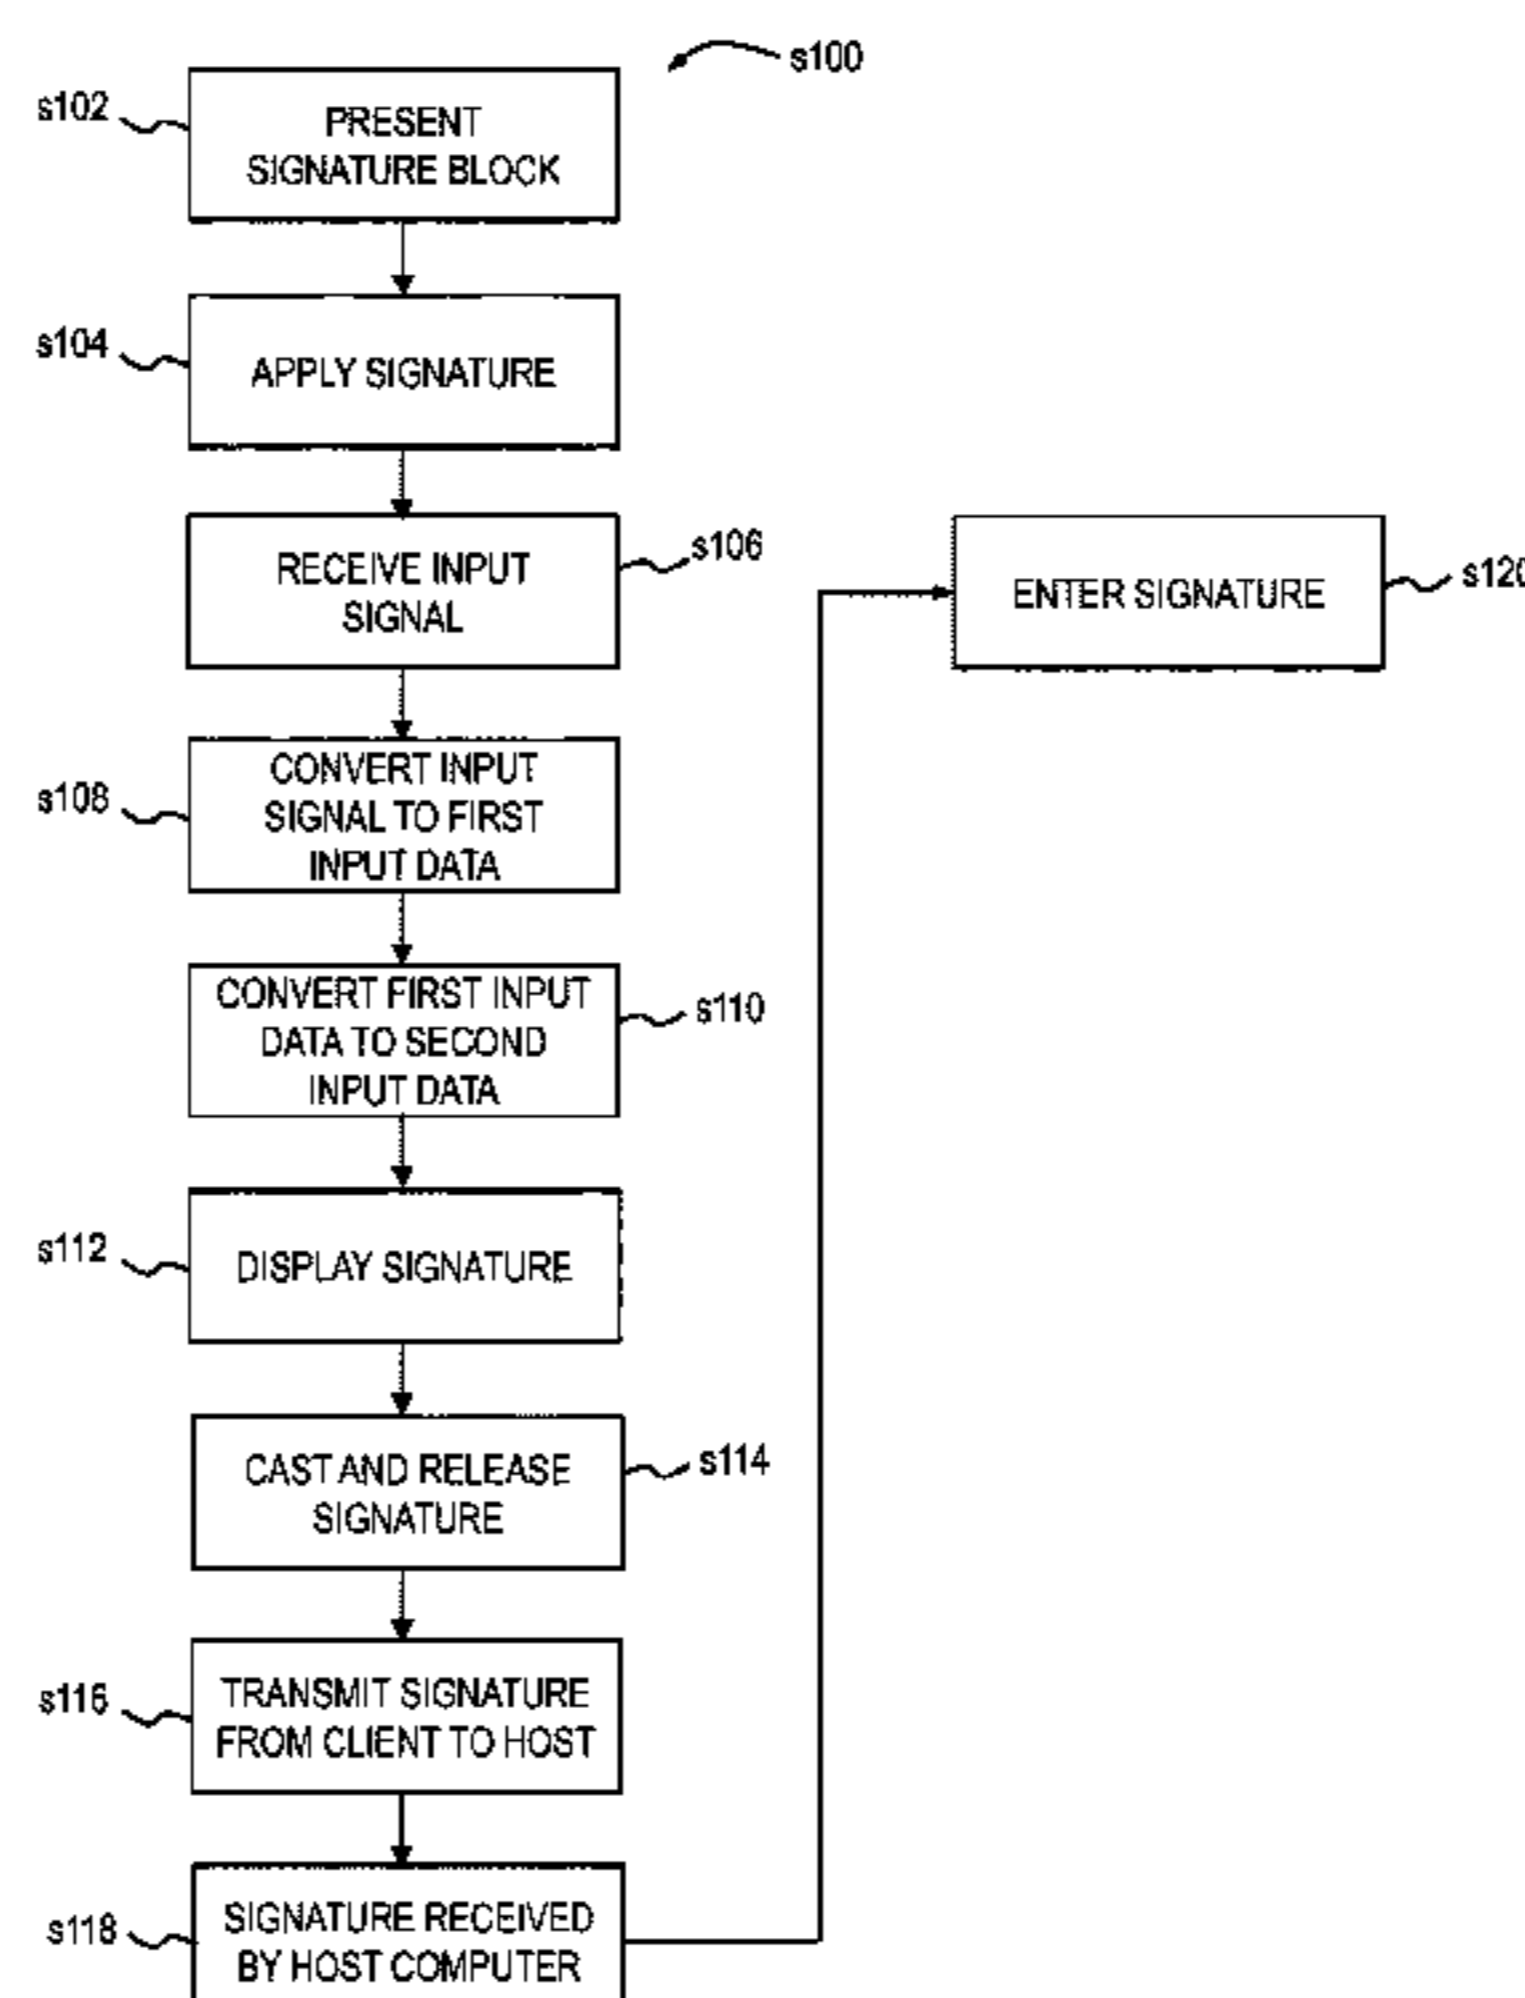 s100
s102
PRESENT
SIGNATURE BLOCK
s104
APPLY SIGNATURE
RECEIVE INPUT
SIGNAL
s106
ENTER SIGNATURE
s120
s108
CONVERT INPUT
SIGNAL TO FIRST
INPUT DATA
CONVERT FIRST INPUT
DATA TO SECOND
INPUT DATA
s110
s112
DISPLAY SIGNATURE
CAST AND RELEASE
SIGNATURE
s114
s116
TRANSMIT SIGNATURE
FROM CLIENT TO HOST
s118
SIGNATURE RECEIVED
BY HOST COMPUTER